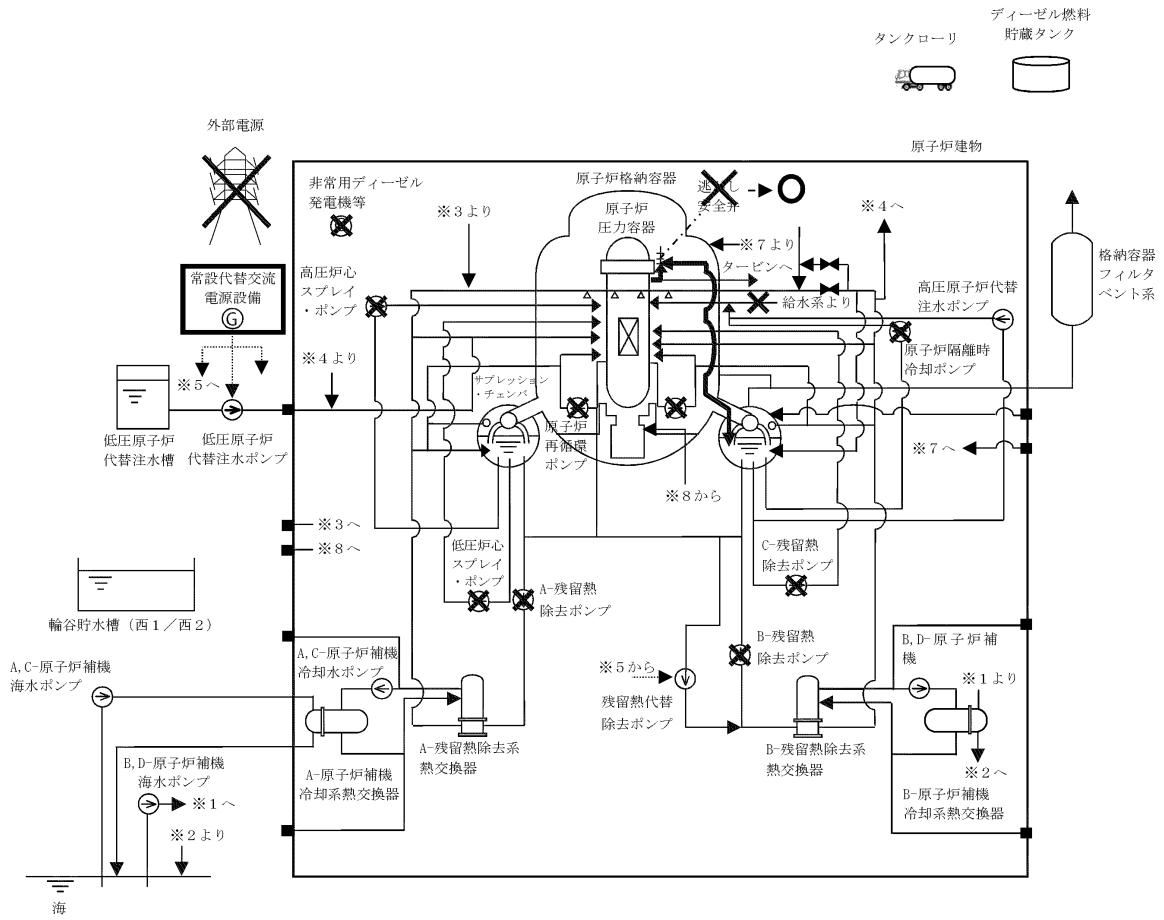 ディーゼル燃料
貯蔵タンク
タンクローリ
外部電源
原子炉建物
非常用ディーゼル
発電機等
原子炉格納容器
逃がし
安全弁
※3より
原子炉
圧力容器
※4へ
※7より
タービンへ
格納容器
フィルタ
ベント系
常設代替交流
電源設備
G
高圧炉心
スプレイ
・ポンプ
給水系より
高圧原子炉代替
注水ポンプ
原子炉隔離時
冷却ポンプ
※4より
※5へ
サプレッション・
チェンバ
低圧原子炉
代替注水槽
低圧原子炉
代替注水ポンプ
原子炉
再循環
ポンプ
※7へ
※8から
※3へ
※8へ
低圧炉心
スプレイ
・ポンプ
C-残留熱
除去ポンプ
A-残留熱
除去ポンプ
輪谷貯水槽（西1／西2）
B-残留熱
除去ポンプ
A,C-原子炉補機
海水ポンプ
A,C-原子炉補機
冷却水ポンプ
※5から
残留熱代替
除去ポンプ
B,D-原子炉補
機
※1より
A-残留熱除去系
熱交換器
B-残留熱除去系
熱交換器
B,D-原子炉補機
海水ポンプ
A-原子炉補機
冷却系熱交換器
※2へ
B-原子炉補機
冷却系熱交換器
※1へ
※2より
海